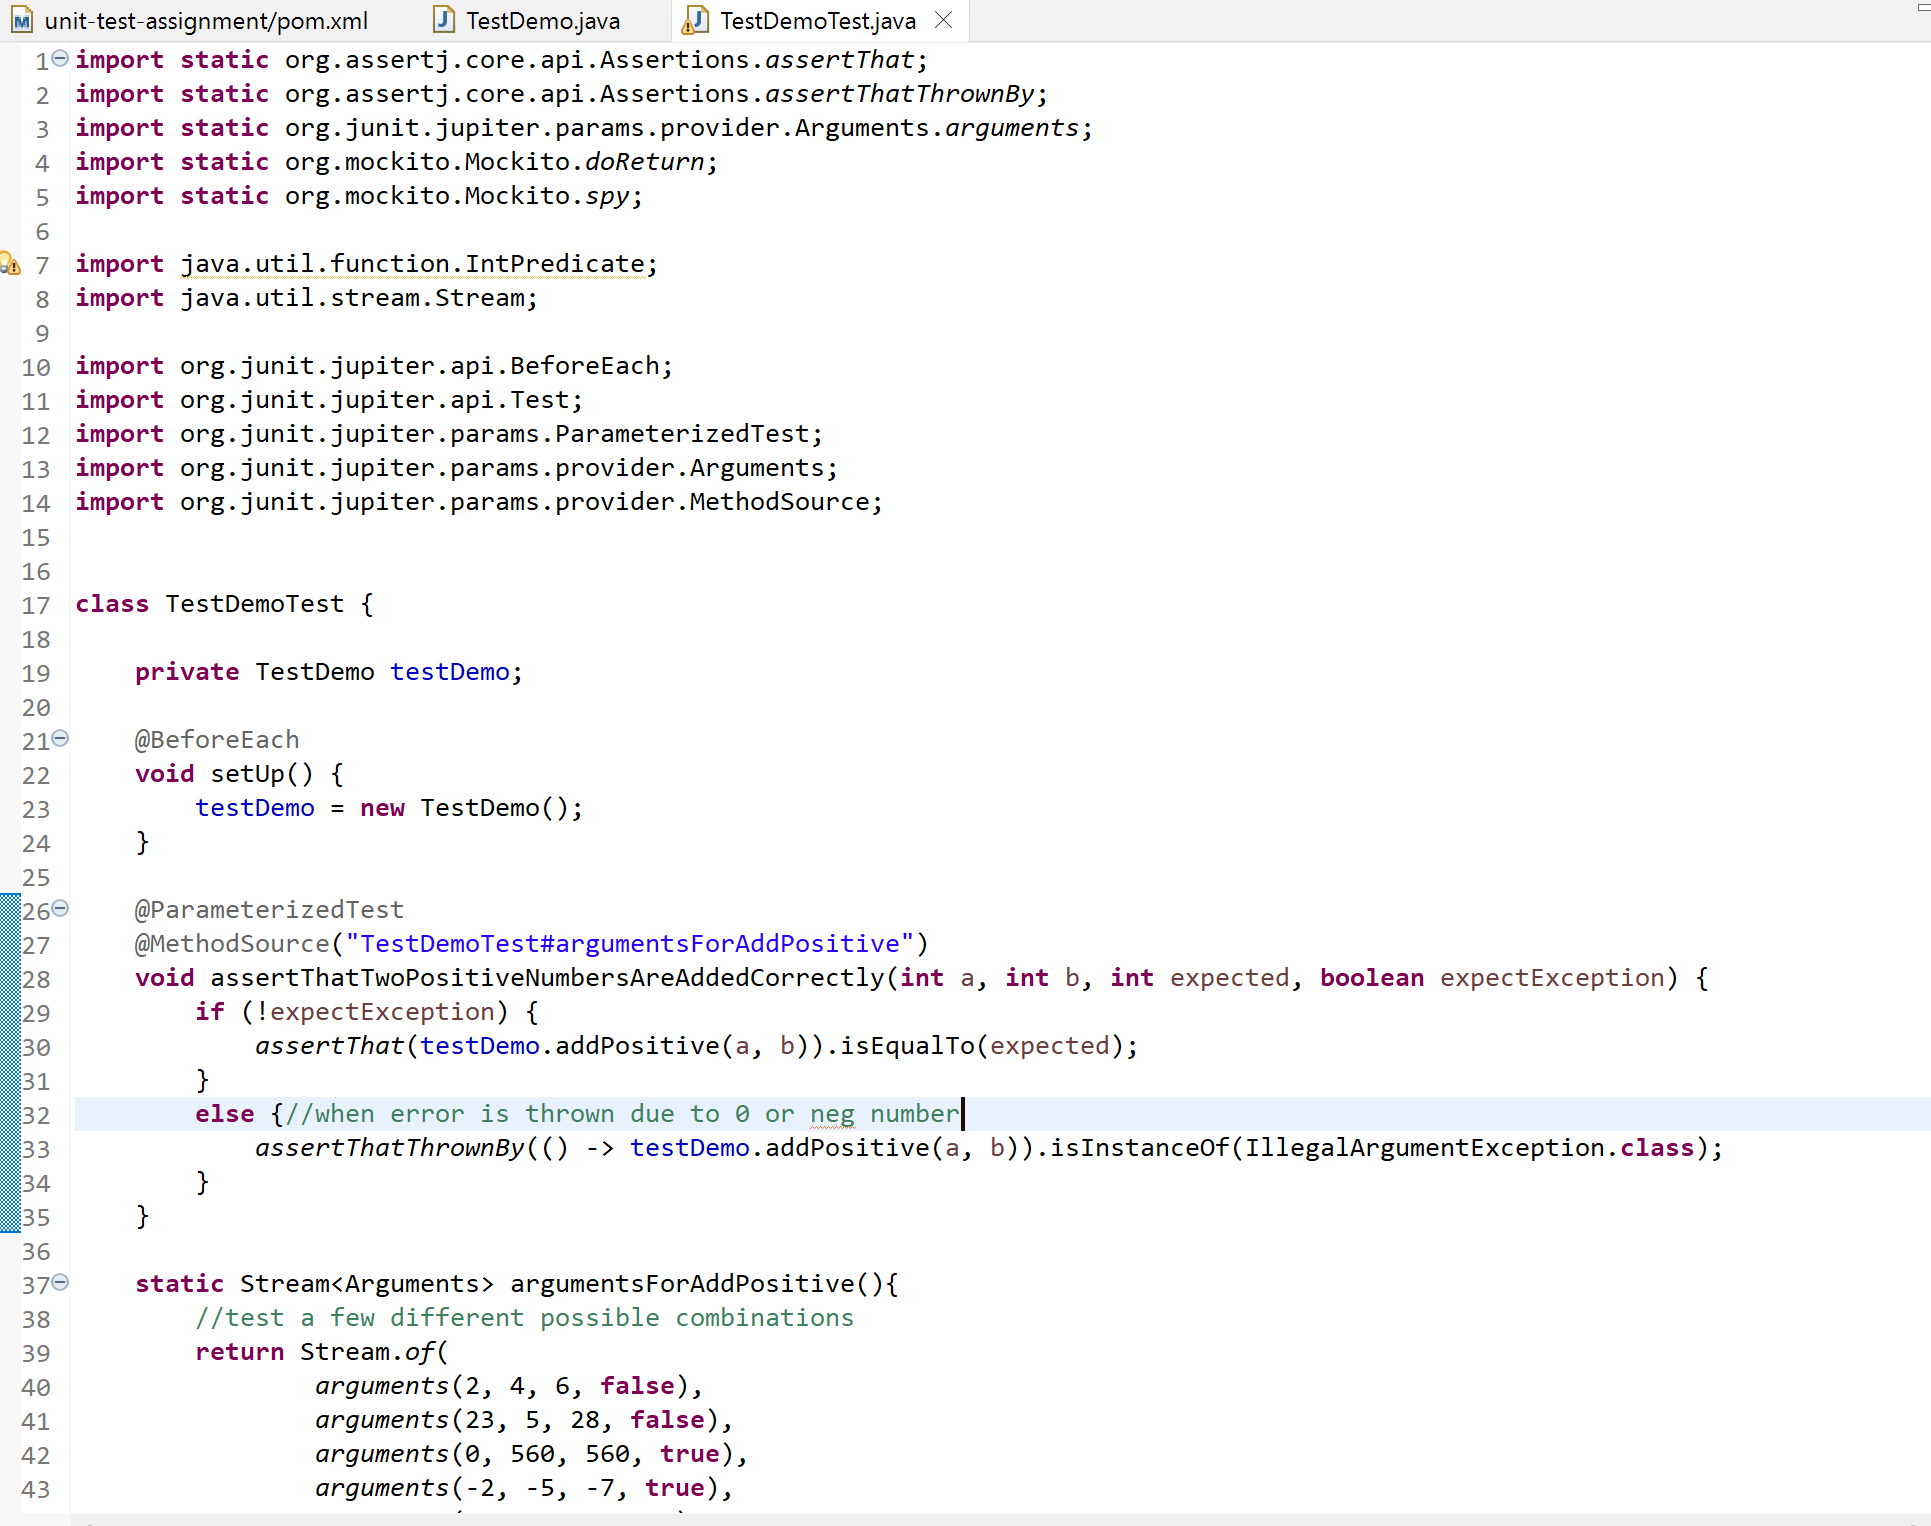 unit-test-assignment/pom.xml TestDemo.java TestDemoTest.java
1 import static org.assertj.core.api.Assertions.assertThat;
2 import static org.assertj.core.api.Assertions.assertThatThrownBy;
3 import static org.junit.jupiter.params.provider.Arguments.arguments;
4 import static org.mockito.Mockito.doReturn;
5 import static org.mockito.Mockito.spy;
6
7 import java.util.function.IntPredicate;
8 import java.util.stream.Stream;
9
10 import org.junit.jupiter.api.BeforeEach;
11 import org.junit.jupiter.api.Test;
12 import org.junit.jupiter.params.ParameterizedTest;
13 import org.junit.jupiter.params.provider.Arguments;
14 import org.junit.jupiter.params.provider.MethodSource;
15
16
17 class TestDemoTest {
18
19     private TestDemo testDemo;
20
21     @BeforeEach
22     void setUp() {
23         testDemo = new TestDemo();
24     }
25
26     @ParameterizedTest
27     @MethodSource("TestDemoTest#argumentsForAddPositive")
28     void assertThatTwoPositiveNumbersAreAddedCorrectly(int a, int b, int expected, boolean expectException) {
29         if (!expectException) {
30             assertThat(testDemo.addPositive(a, b)).isEqualTo(expected);
31         }
32         else {//when error is thrown due to 0 or neg number
33             assertThatThrownBy(() -> testDemo.addPositive(a, b)).isInstanceOf(IllegalArgumentException.class);
34         }
35     }
36
37     static Stream<Arguments> argumentsForAddPositive(){
38         //test a few different possible combinations
39         return Stream.of(
40                 arguments(2, 4, 6, false),
41                 arguments(23, 5, 28, false),
42                 arguments(0, 560, 560, true),
43                 arguments(-2, -5, -7, true),